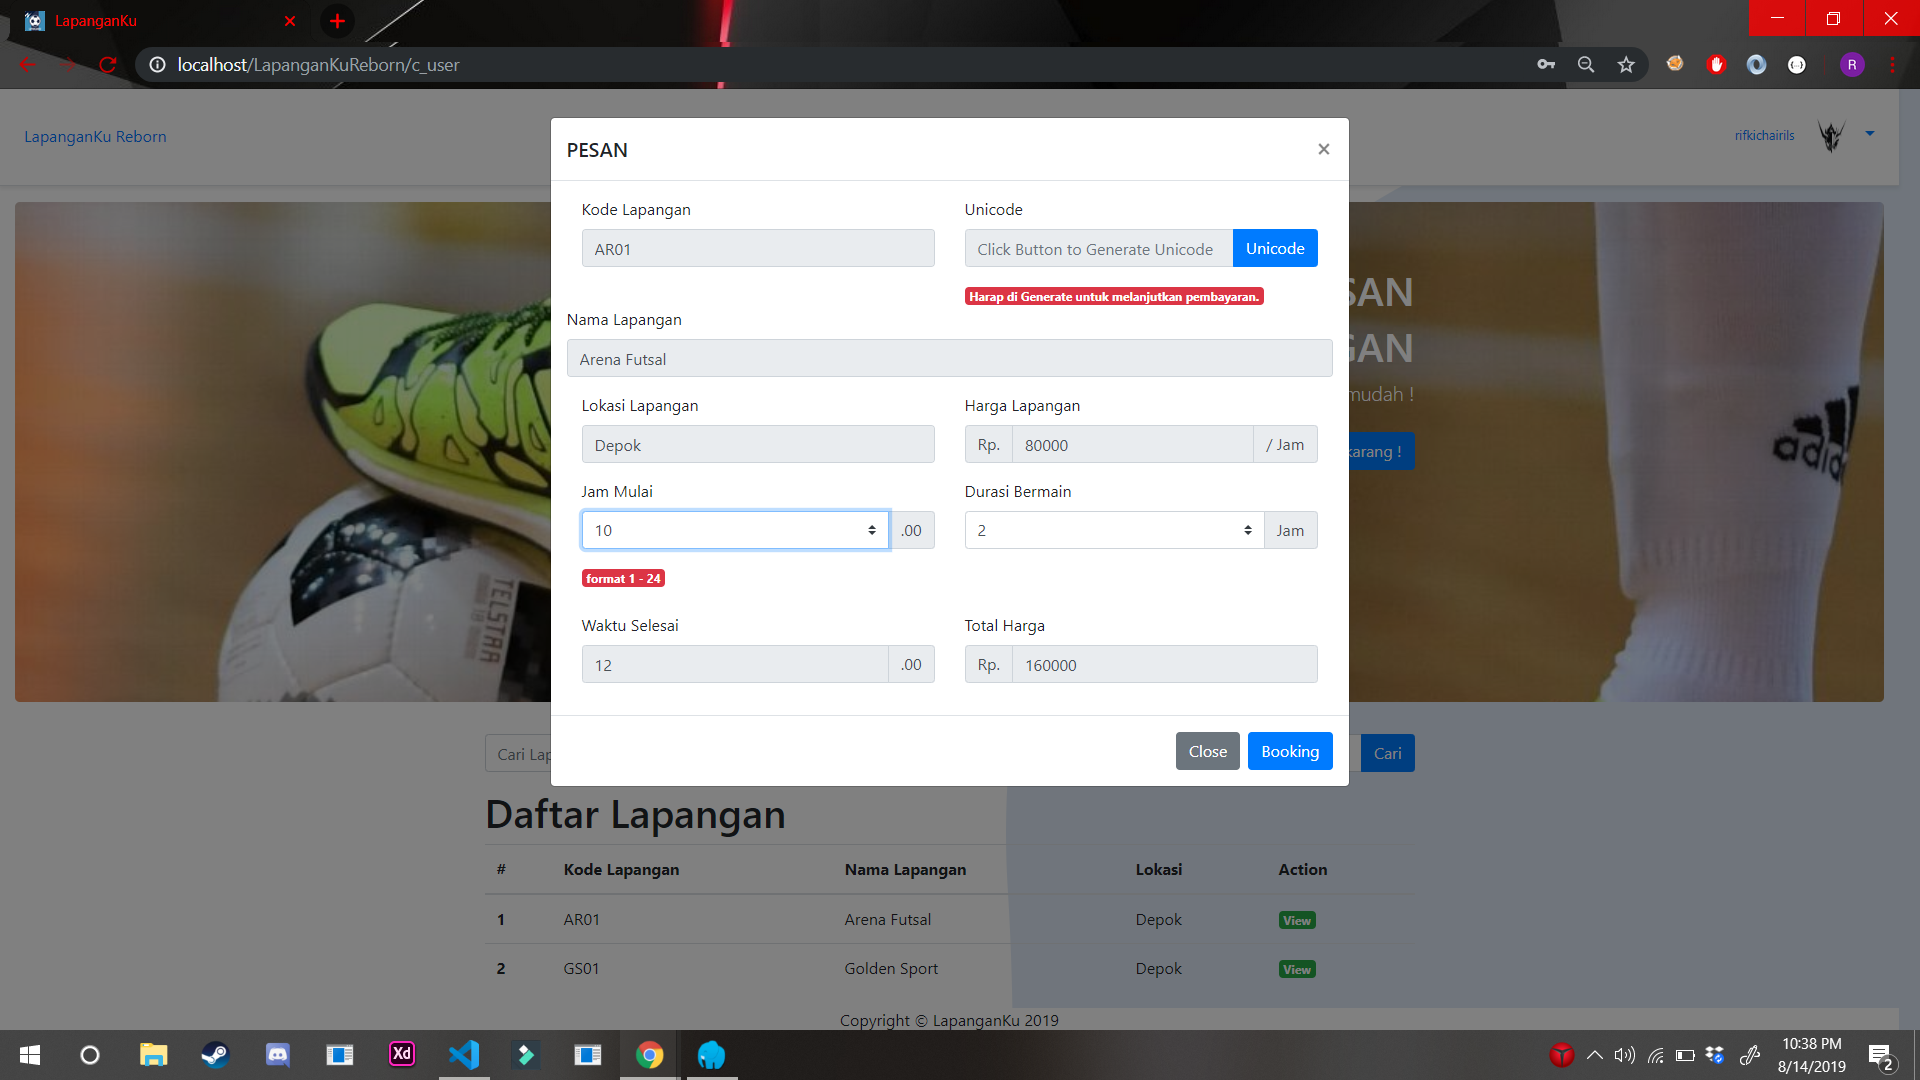 LapanganKu
localhost/LapanganKuReborn/c_user
R
LapanganKu Reborn
rifkichairils
PESAN
×
Kode Lapangan
Unicode
AR01
Click Button to Generate Unicode
Unicode
Harap di Generate untuk melanjutkan pembayaran.
Nama Lapangan
Arena Futsal
Lokasi Lapangan
Harga Lapangan
Depok
Rp.
80000
/ Jam
Jam Mulai
Durasi Bermain
10
.00
2
Jam
format 1 - 24
Waktu Selesai
Total Harga
12
.00
Rp.
160000
Close
Booking
SAN
GAN
mudah !
karang !
adidas
TELSTAR
Cari Lap
Cari
Daftar Lapangan
# Kode Lapangan Nama Lapangan Lokasi Action
1 AR01 Arena Futsal Depok View
2 GS01 Golden Sport Depok View
Copyright © LapanganKu 2019
Xd
10:38 PM
8/14/2019
2